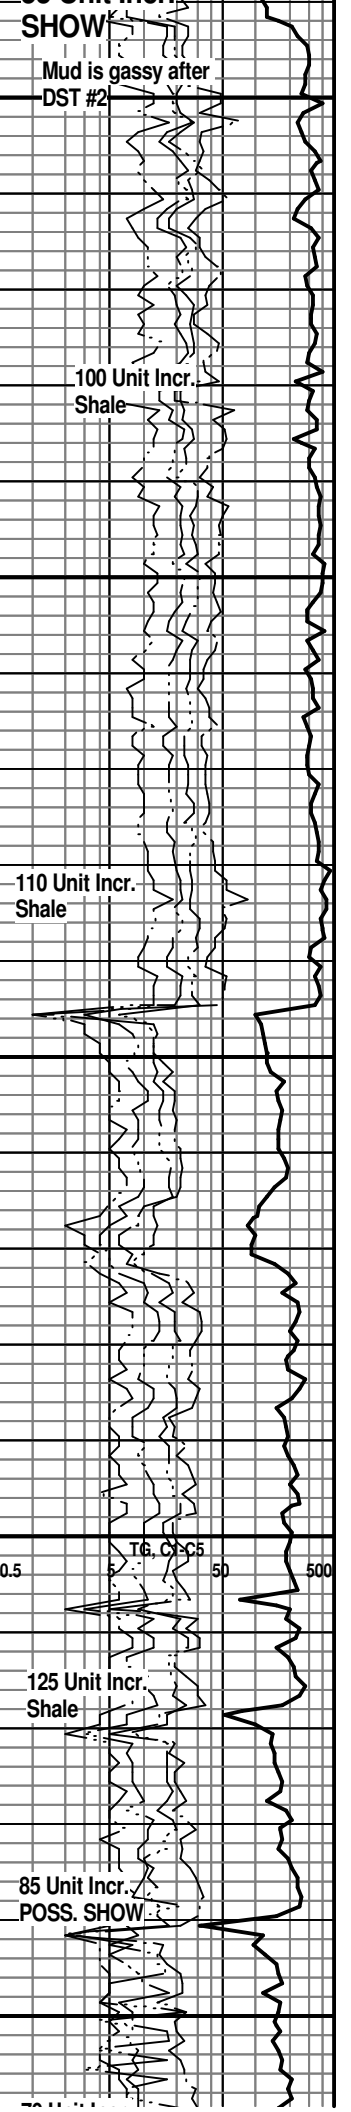 SHOW
Mud is gassy after
DST #2
100 Unit Incr.
Shale
110 Unit Incr.
Shale
TG, C1-C5
0.5 5 50 500
125 Unit Incr.
Shale
85 Unit Incr.
POSS. SHOW